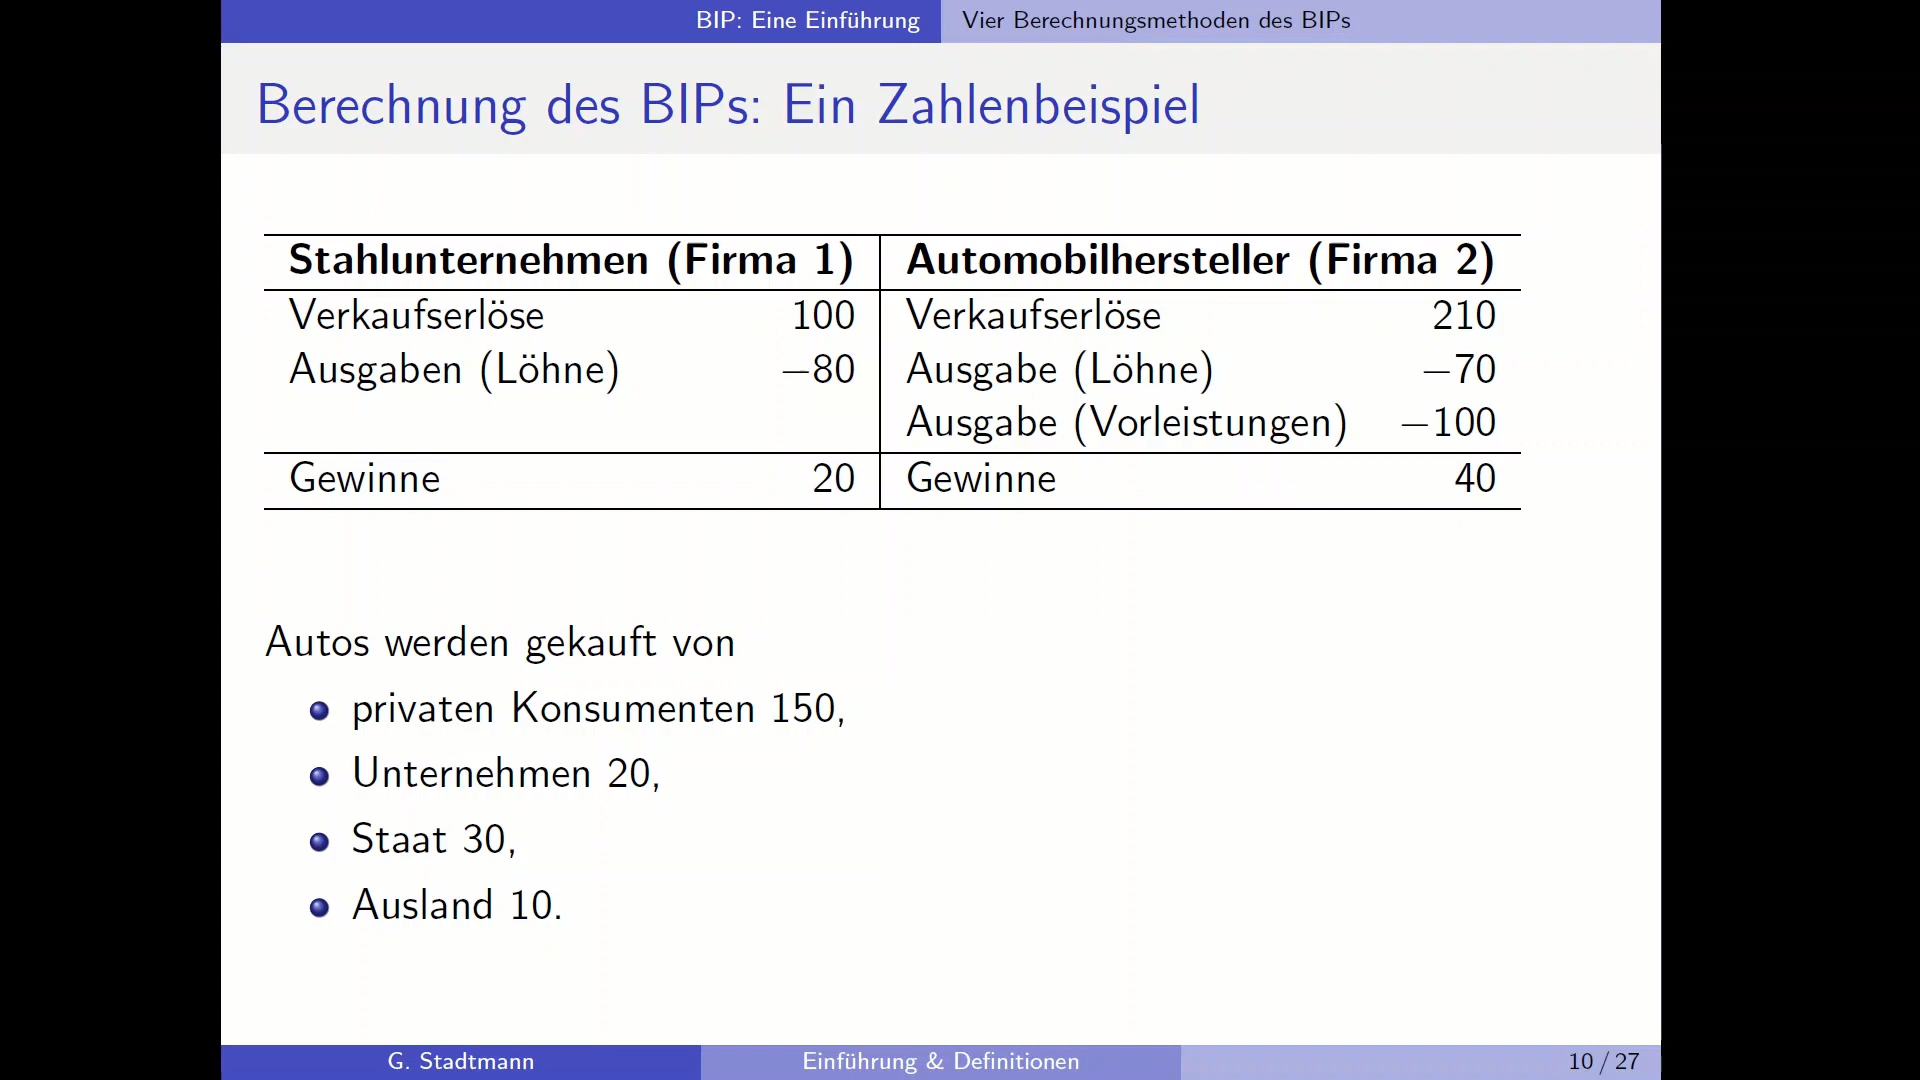 BIP: Eine Einführung Vier Berechnungsmethoden des BIPs
Berechnung des BIPs: Ein Zahlenbeispiel
Stahlunternehmen (Firma 1) Automobilhersteller (Firma 2)
Verkaufserlöse 100 Verkaufserlöse 210
Ausgaben (Löhne) −80 Ausgabe (Löhne) −70
Ausgabe (Vorleistungen) −100
Gewinne 20 Gewinne 40
Autos werden gekauft von
privaten Konsumenten 150,
Unternehmen 20,
Staat 30,
Ausland 10.
G. Stadtmann Einführung & Definitionen 10 / 27